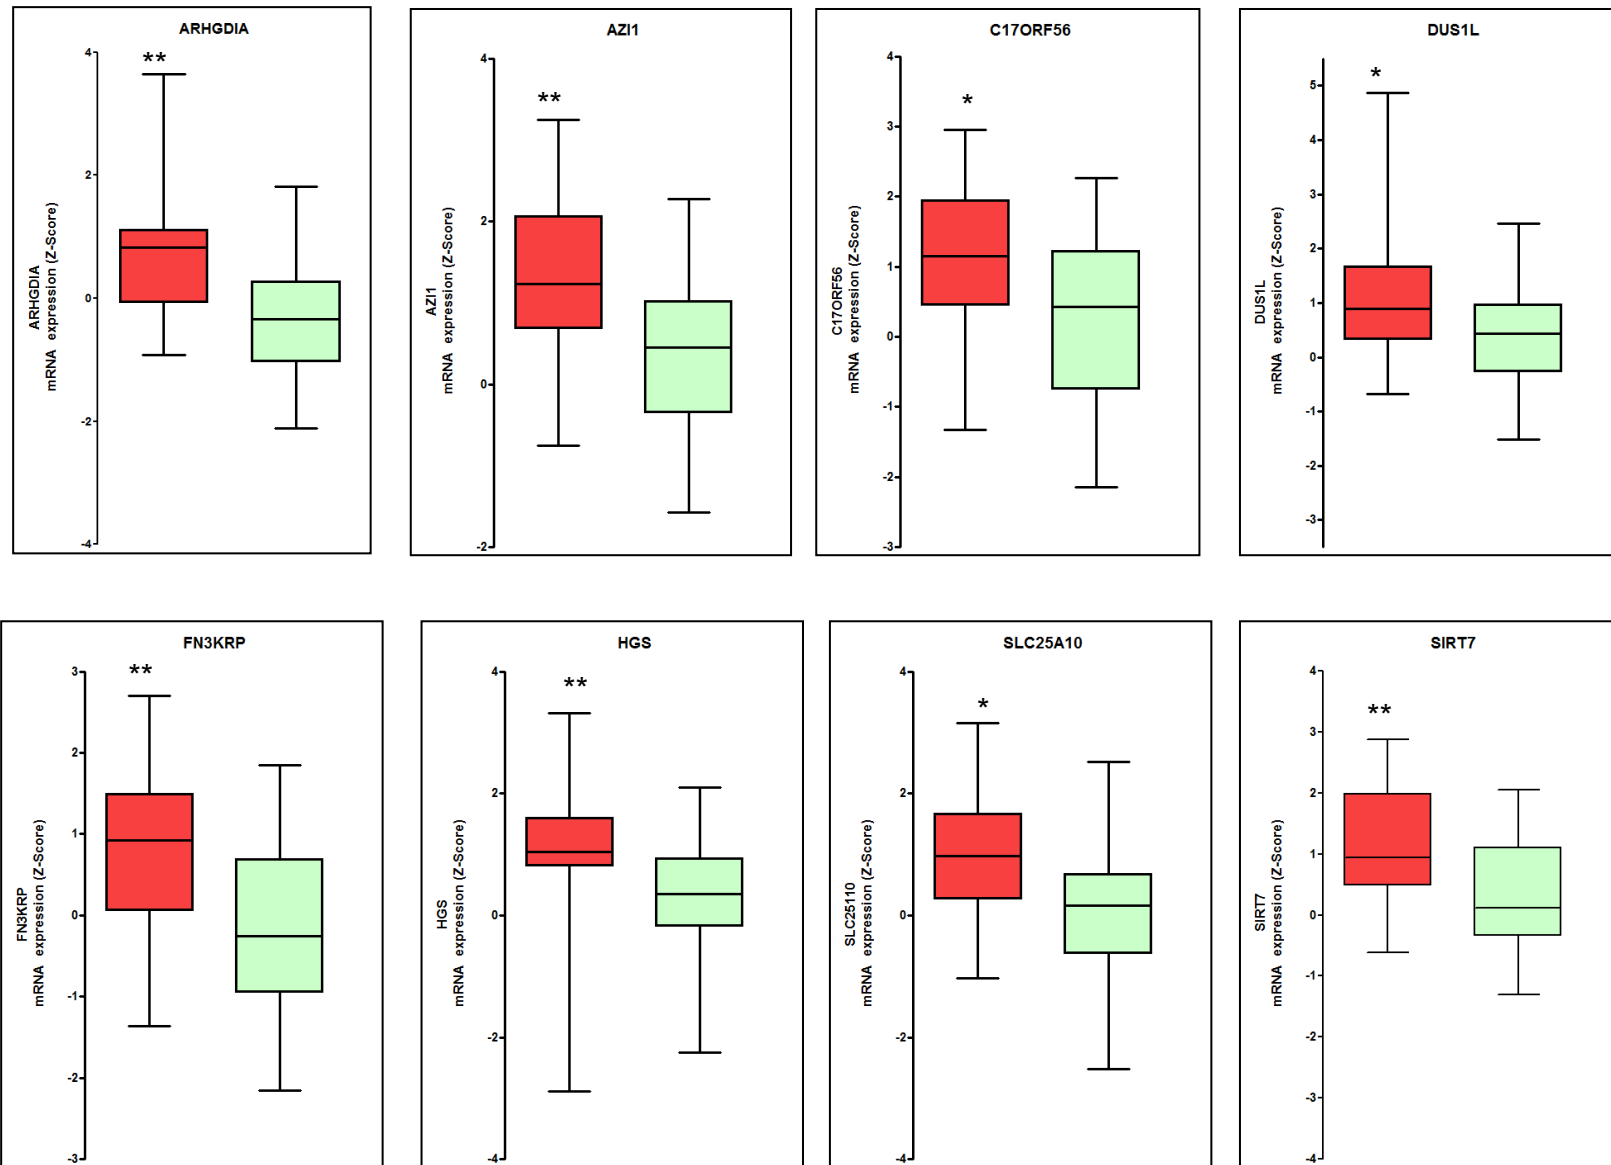 ARHGDIA
**
4
2
0
-2
-4
ARHGDIA
mRNA expression (Z-Score)
AZI1
**
4
2
0
-2
AZI1
mRNA expression (Z-Score)
C17ORF56
*
4
3
2
1
0
-1
-2
-3
C17ORF56
mRNA expression (Z-Score)
DUS1L
*
5
4
3
2
1
0
-1
-2
-3
DUS1L
mRNA expression (Z-Score)
FN3KRP
**
3
2
1
0
-1
-2
-3
FN3KRP
mRNA expression (Z-Score)
HGS
**
4
2
0
-2
-4
HGS
mRNA expression (Z-Score)
SLC25A10
*
4
2
0
-2
-4
SLC25110
mRNA expression (Z-Score)
SIRT7
**
4
3
2
1
0
-1
-2
-3
-4
SIRT7
mRNA expression (Z-Score)